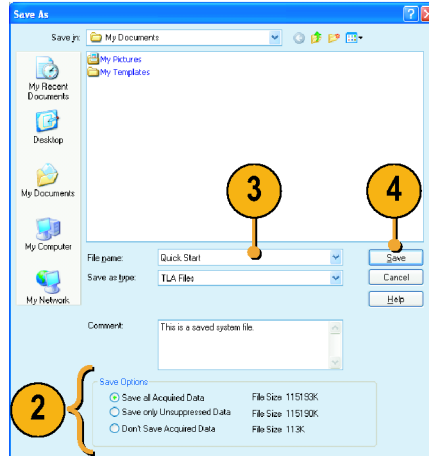 Save As
Save in:
My Documents
My Pictures
My Templates
My Recent
Documents
Desktop
My Documents
My Computer
My Network
3
4
File name:
Quick Start
Save
Save as type:
TLA Files
Cancel
Help
Comment:
This is a saved system file.
2
Save Options
Save all Acquired Data
File Size 115193K
Save only Unsuppressed Data
File Size 115190K
Don't Save Acquired Data
File Size 113K